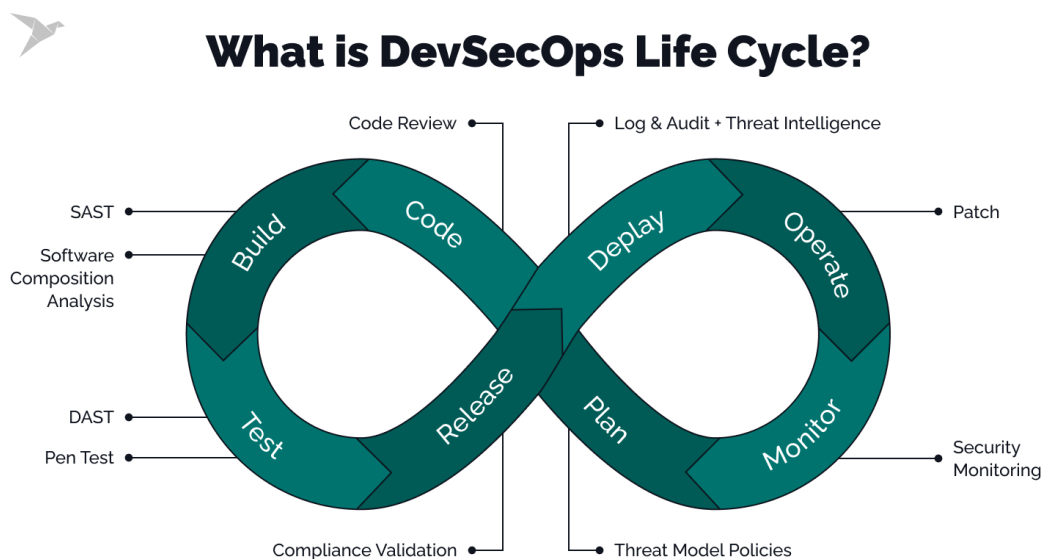 What is DevSecOps Life Cycle?
Code Review
Log & Audit + Threat Intelligence
SAST
Software
Composition
Analysis
Build
Code
Deplay
Operate
Patch
DAST
Pen Test
Test
Release
Plan
Monitor
Security
Monitoring
Compliance Validation
Threat Model Policies